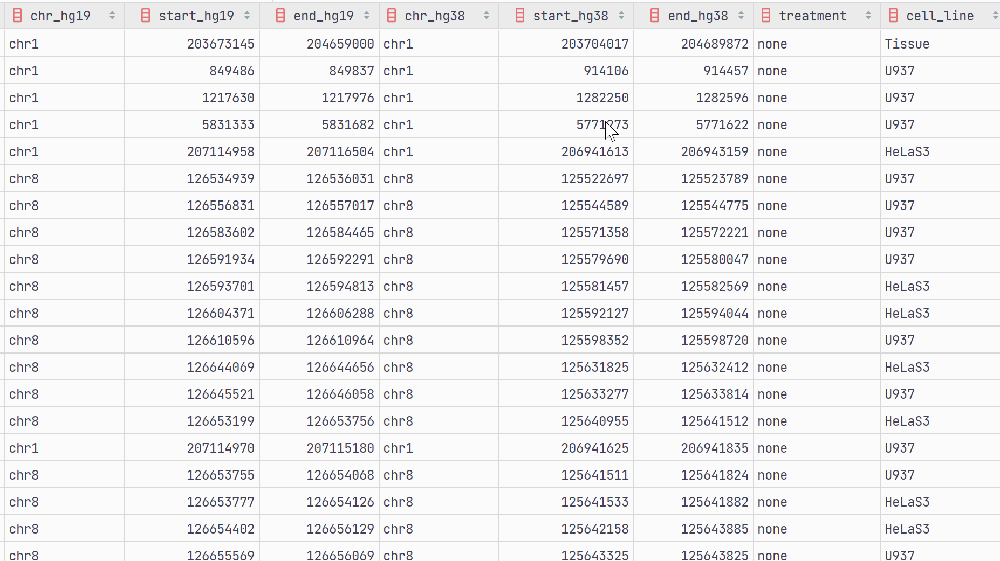 chr_hg19 start_hg19 end_hg19 chr_hg38 start_hg38 end_hg38 treatment cell_line
chr1 203673145 204659000 chr1 203704017 204689872 none Tissue
chr1 849486 849837 chr1 914106 914457 none U937
chr1 1217630 1217976 chr1 1282250 1282596 none U937
chr1 5831333 5831682 chr1 5771273 5771622 none U937
chr1 207114958 207116504 chr1 206941613 206943159 none HeLaS3
chr8 126534939 126536031 chr8 125522697 125523789 none U937
chr8 126556831 126557017 chr8 125544589 125544775 none U937
chr8 126583602 126584465 chr8 125571358 125572221 none U937
chr8 126591934 126592291 chr8 125579690 125580047 none U937
chr8 126593701 126594813 chr8 125581457 125582569 none HeLaS3
chr8 126604371 126606288 chr8 125592127 125594044 none HeLaS3
chr8 126610596 126610964 chr8 125598352 125598720 none U937
chr8 126644069 126644656 chr8 125631825 125632412 none HeLaS3
chr8 126645521 126646058 chr8 125633277 125633814 none U937
chr8 126653199 126653756 chr8 125640955 125641512 none HeLaS3
chr1 207114970 207115180 chr1 206941625 206941835 none U937
chr8 126653755 126654068 chr8 125641511 125641824 none U937
chr8 126653777 126654126 chr8 125641533 125641882 none HeLaS3
chr8 126654402 126656129 chr8 125642158 125643885 none HeLaS3
chr8 126655569 126656069 chr8 125643325 125643825 none U937